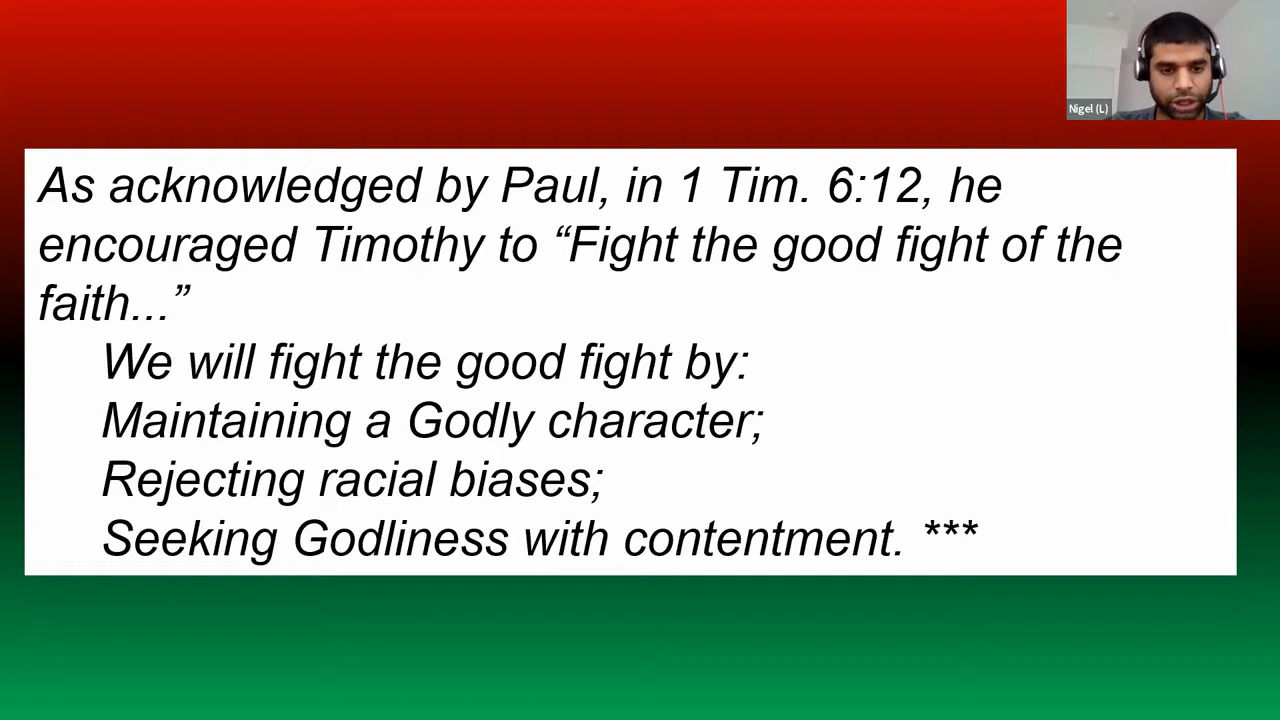 Nigel (L)
As acknowledged by Paul, in 1 Tim. 6:12, he
encouraged Timothy to “Fight the good fight of the
faith...”
We will fight the good fight by:
Maintaining a Godly character;
Rejecting racial biases;
Seeking Godliness with contentment. ***